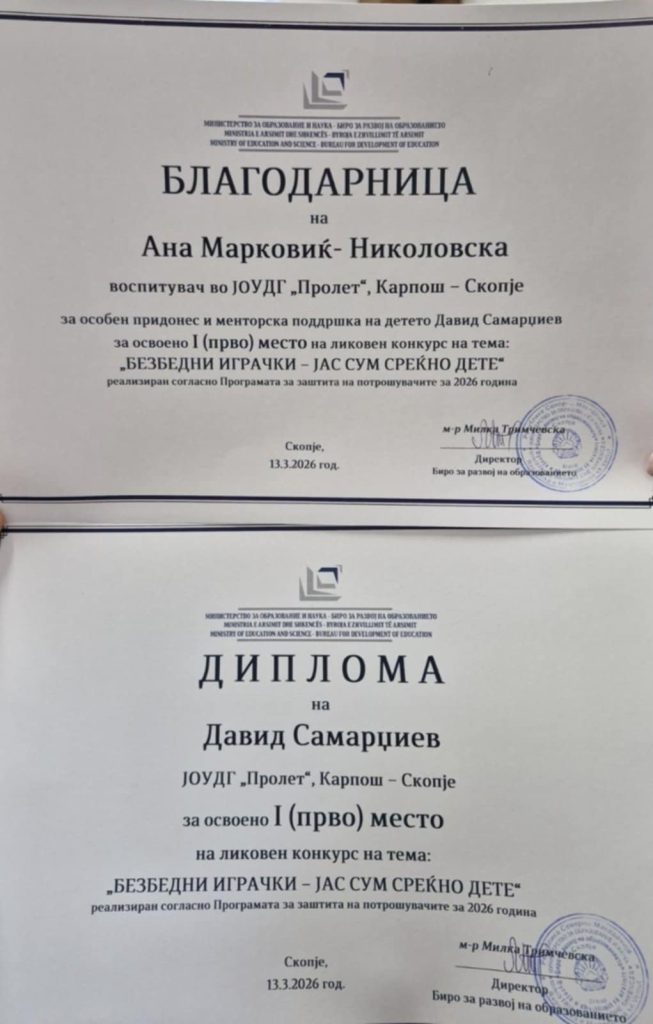 МИНИСТЕРСТВО ЗА ОБРАЗОВАНИЕ И НАУКА - БИРО ЗА РАЗВОЈ НА ОБРАЗОВАНИЕТО
MINISTRIA E ARSIMIT DHE SHKENCËS - BYROJA E ZHVILLIMIT TË ARSIMIT
MINISTRY OF EDUCATION AND SCIENCE - BUREAU FOR DEVELOPMENT OF EDUCATION
БЛАГОДАРНИЦА
на
Ана Марковиќ- Николовска
воспитувач во ЈОУДГ „Пролет“, Карпош – Скопје
за особен придонес и менторска поддршка на детето Давид Самарџиев
за освоено I (прво) место на ликовен конкурс на тема:
„БЕЗБЕДНИ ИГРАЧКИ – ЈАС СУМ СРЕЌНО ДЕТЕ“
реализиран согласно Програмата за заштита на потрошувачите за 2026 година
м-р Милка Тримчевска
Скопје,
13.3.2026 год.
Директор
Биро за развој на образованието
МИНИСТЕРСТВО ЗА ОБРАЗОВАНИЕ И НАУКА - БИРО ЗА РАЗВОЈ НА ОБРАЗОВАНИЕТО
MINISTRIA E ARSIMIT DHE SHKENCËS - BYROJA E ZHVILLIMIT TË ARSIMIT
MINISTRY OF EDUCATION AND SCIENCE - BUREAU FOR DEVELOPMENT OF EDUCATION
ДИПЛОМА
на
Давид Самарџиев
ЈОУДГ „Пролет“, Карпош – Скопје
за освоено I (прво) место
на ликовен конкурс на тема:
„БЕЗБЕДНИ ИГРАЧКИ – ЈАС СУМ СРЕЌНО ДЕТЕ“
реализиран согласно Програмата за заштита на потрошувачите за 2026 година
м-р Милка Тримчевска
Скопје,
13.3.2026 год.
Директор
Биро за развој на образованието